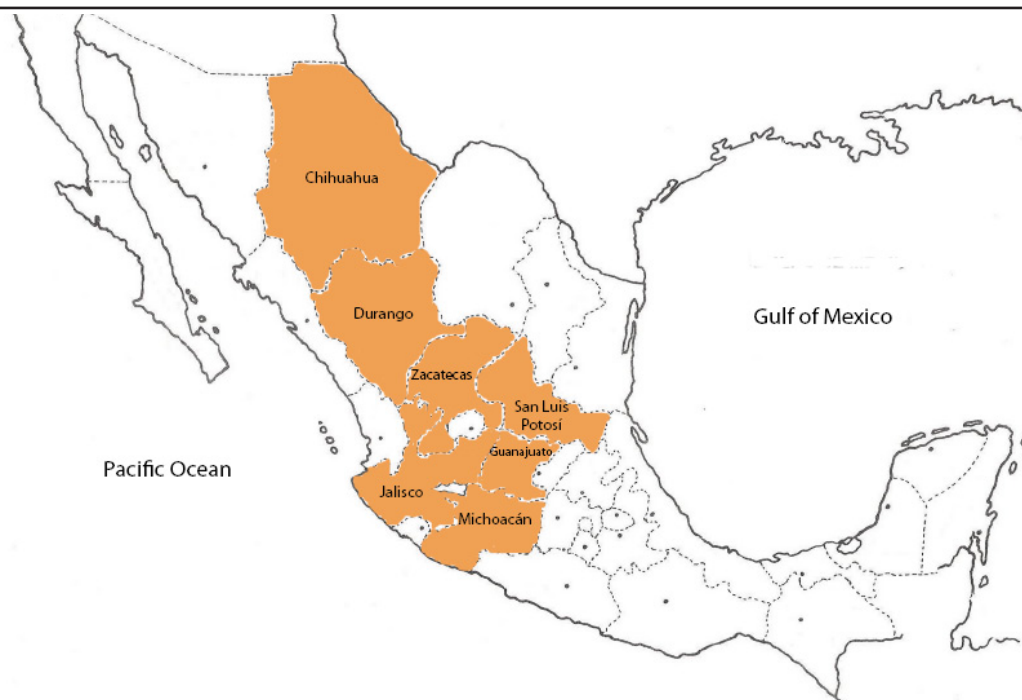 Chihuahua
Durango
Gulf of Mexico
Zacatecas
San Luis
Potosí
Guanajuato
Pacific Ocean
Jalisco
Michoacán